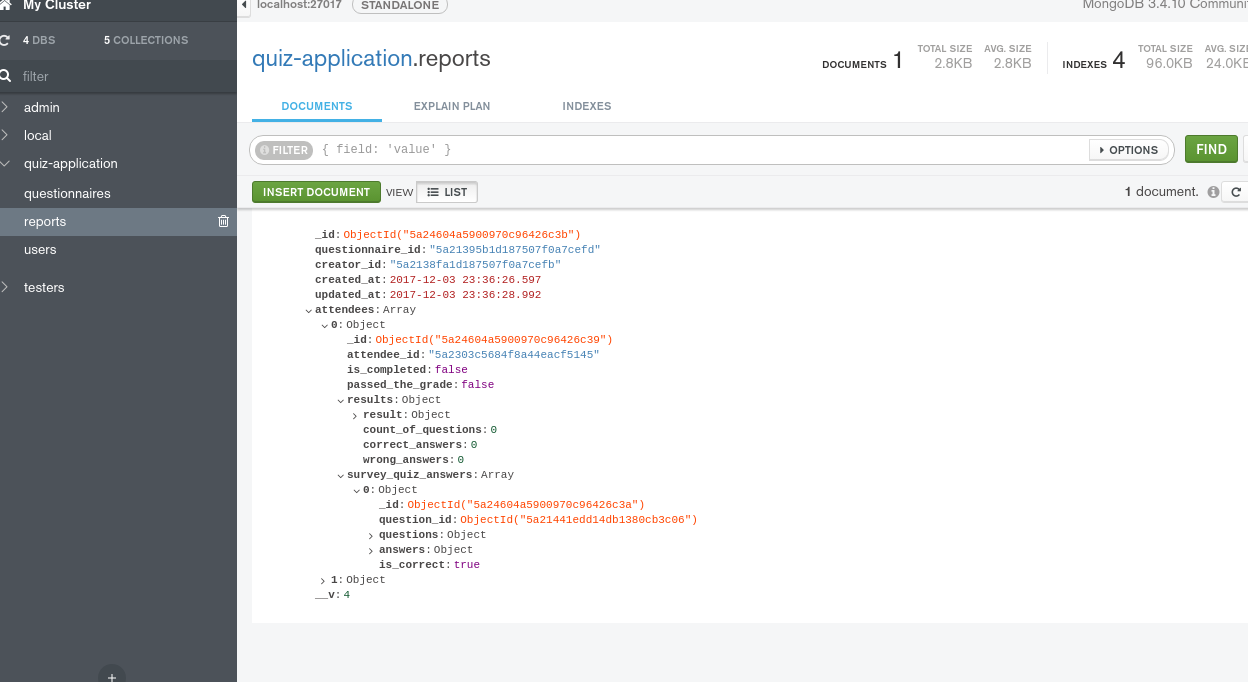 My Cluster
localhost:27017 STANDALONE MongoDB 3.4.10 Communi
4 DBS 5 COLLECTIONS
filter
admin
local
quiz-application
questionnaires
reports
users
testers
quiz-application.reports
DOCUMENTS 1 TOTAL SIZE 2.8KB AVG. SIZE 2.8KB INDEXES 4 TOTAL SIZE 96.0KB AVG. SIZ 24.0KB
DOCUMENTS EXPLAIN PLAN INDEXES
FILTER { field: 'value' } OPTIONS FIND
INSERT DOCUMENT VIEW LIST 1 document.
_id:ObjectId("5a24604a5900970c96426c3b")
questionnaire_id:"5a21395b1d187507f0a7cefd"
creator_id:"5a2138fa1d187507f0a7cefb"
created_at:2017-12-03 23:36:26.597
updated_at:2017-12-03 23:36:28.992
attendees:Array
0:Object
_id:ObjectId("5a24604a5900970c96426c39")
attendee_id:"5a2303c5684f8a44eacf5145"
is_completed:false
passed_the_grade:false
results:Object
result:Object
count_of_questions:0
correct_answers:0
wrong_answers:0
survey_quiz_answers:Array
0:Object
_id:ObjectId("5a24604a5900970c96426c3a")
question_id:ObjectId("5a21441edd14db1380cb3c06")
questions:Object
answers:Object
is_correct:true
1:Object
__v:4